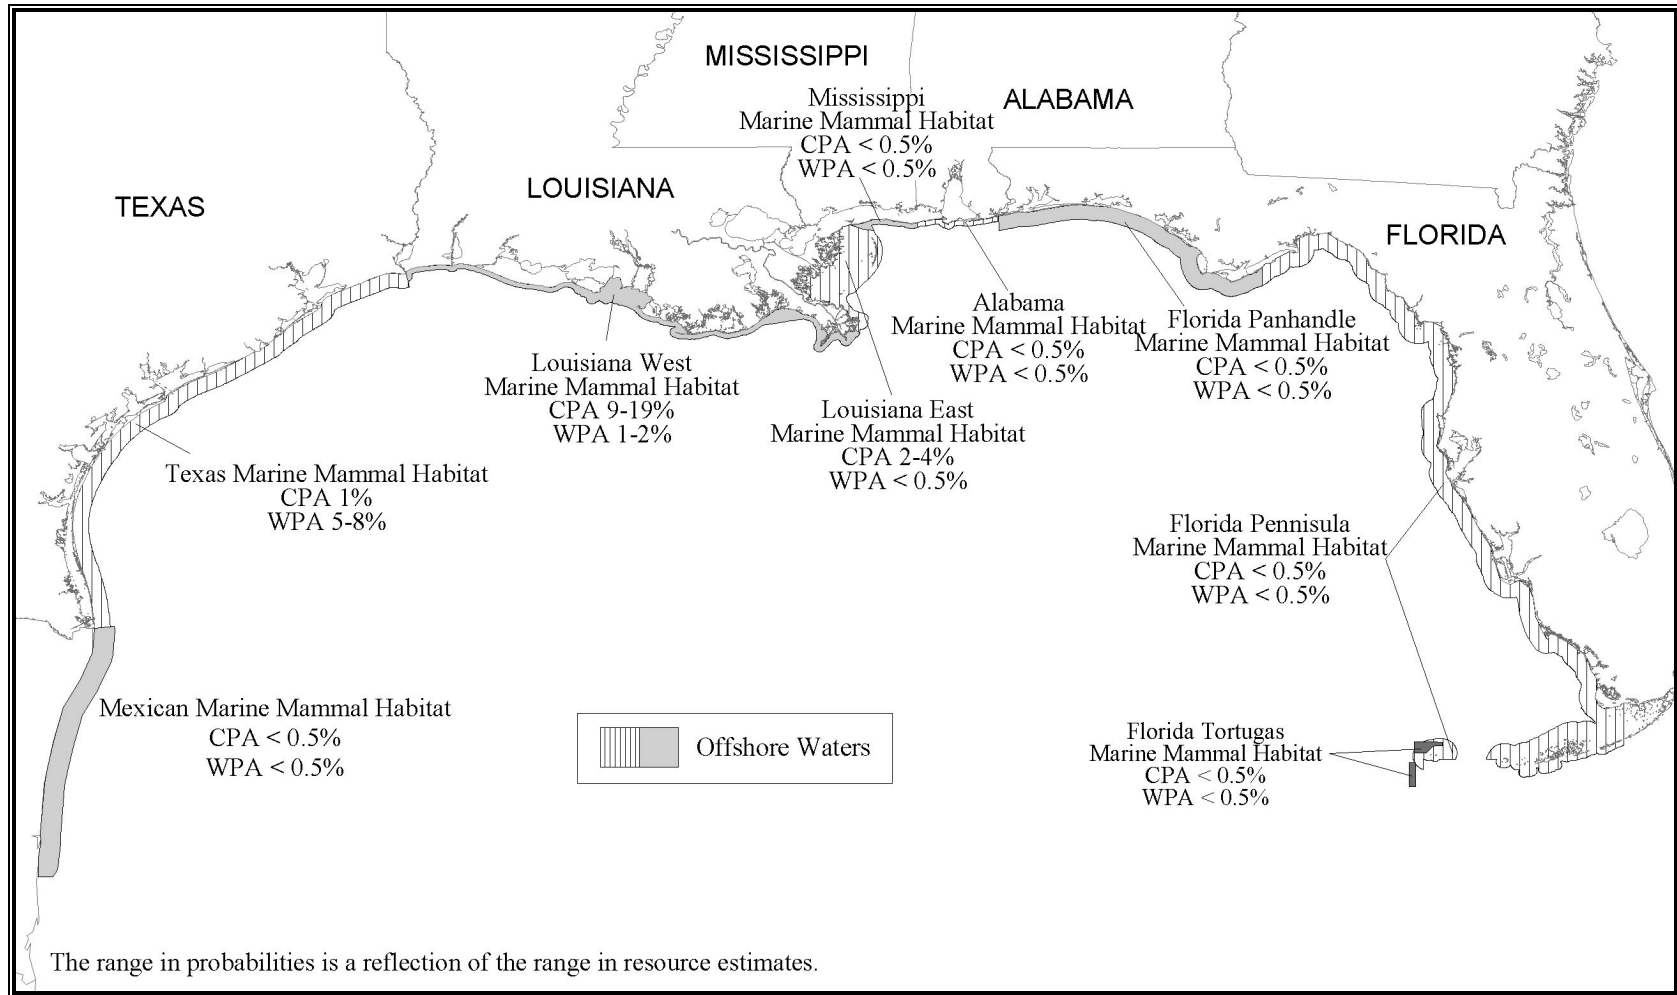 MISSISSIPPI
Mississippi
Marine Mammal Habitat
CPA < 0.5%
WPA < 0.5%
ALABAMA
LOUISIANA
TEXAS
FLORIDA
Louisiana West
Marine Mammal Habitat
CPA 9-19%
WPA 1-2%
Alabama
Marine Mammal Habitat
CPA < 0.5%
WPA < 0.5%
Florida Panhandle
Marine Mammal Habitat
CPA < 0.5%
WPA < 0.5%
Louisiana East
Marine Mammal Habitat
CPA 2-4%
WPA < 0.5%
Texas Marine Mammal Habitat
CPA 1%
WPA 5-8%
Florida Pennisula
Marine Mammal Habitat
CPA < 0.5%
WPA < 0.5%
Mexican Marine Mammal Habitat
CPA < 0.5%
WPA < 0.5%
Offshore Waters
Florida Tortugas
Marine Mammal Habitat
CPA < 0.5%
WPA < 0.5%
The range in probabilities is a reflection of the range in resource estimates.